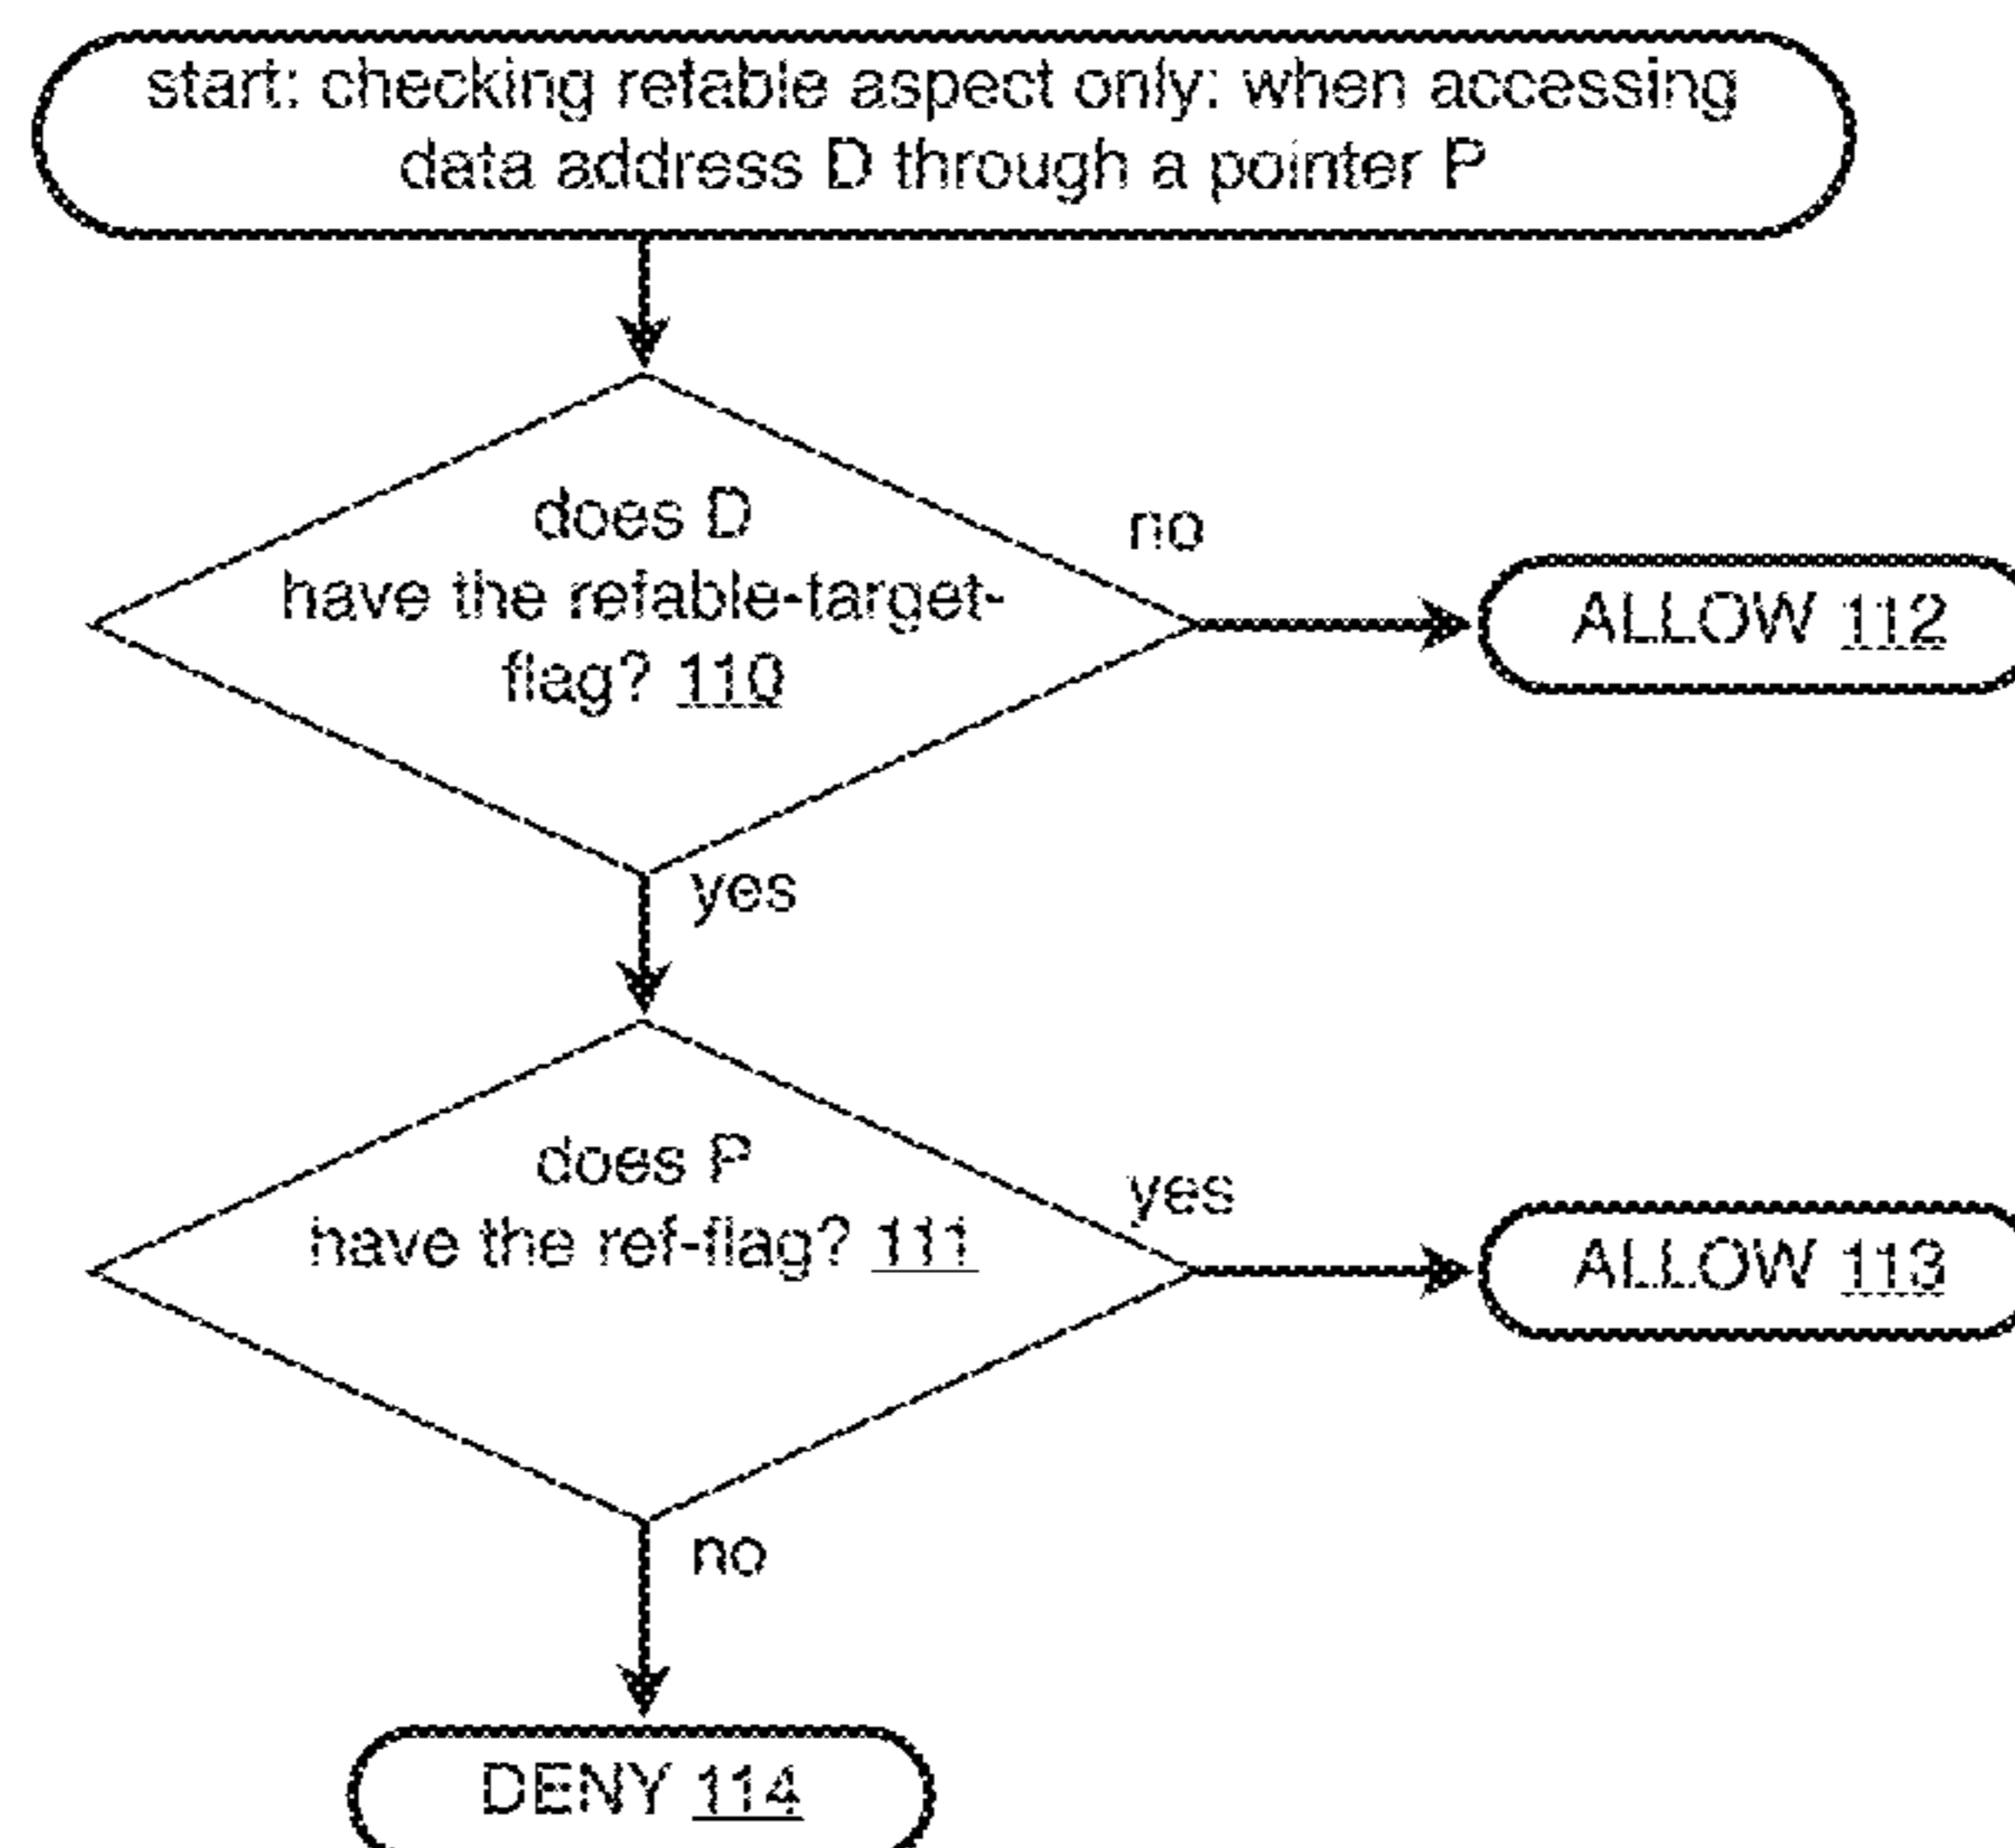 start: checking refable aspect only: when accessing
data address D through a pointer P
does D
no
have the refable-target-
ALLOW 112
flag? 110
yes
does P
yes
have the ref-flag? 111
ALLOW 113
no
DENY 114